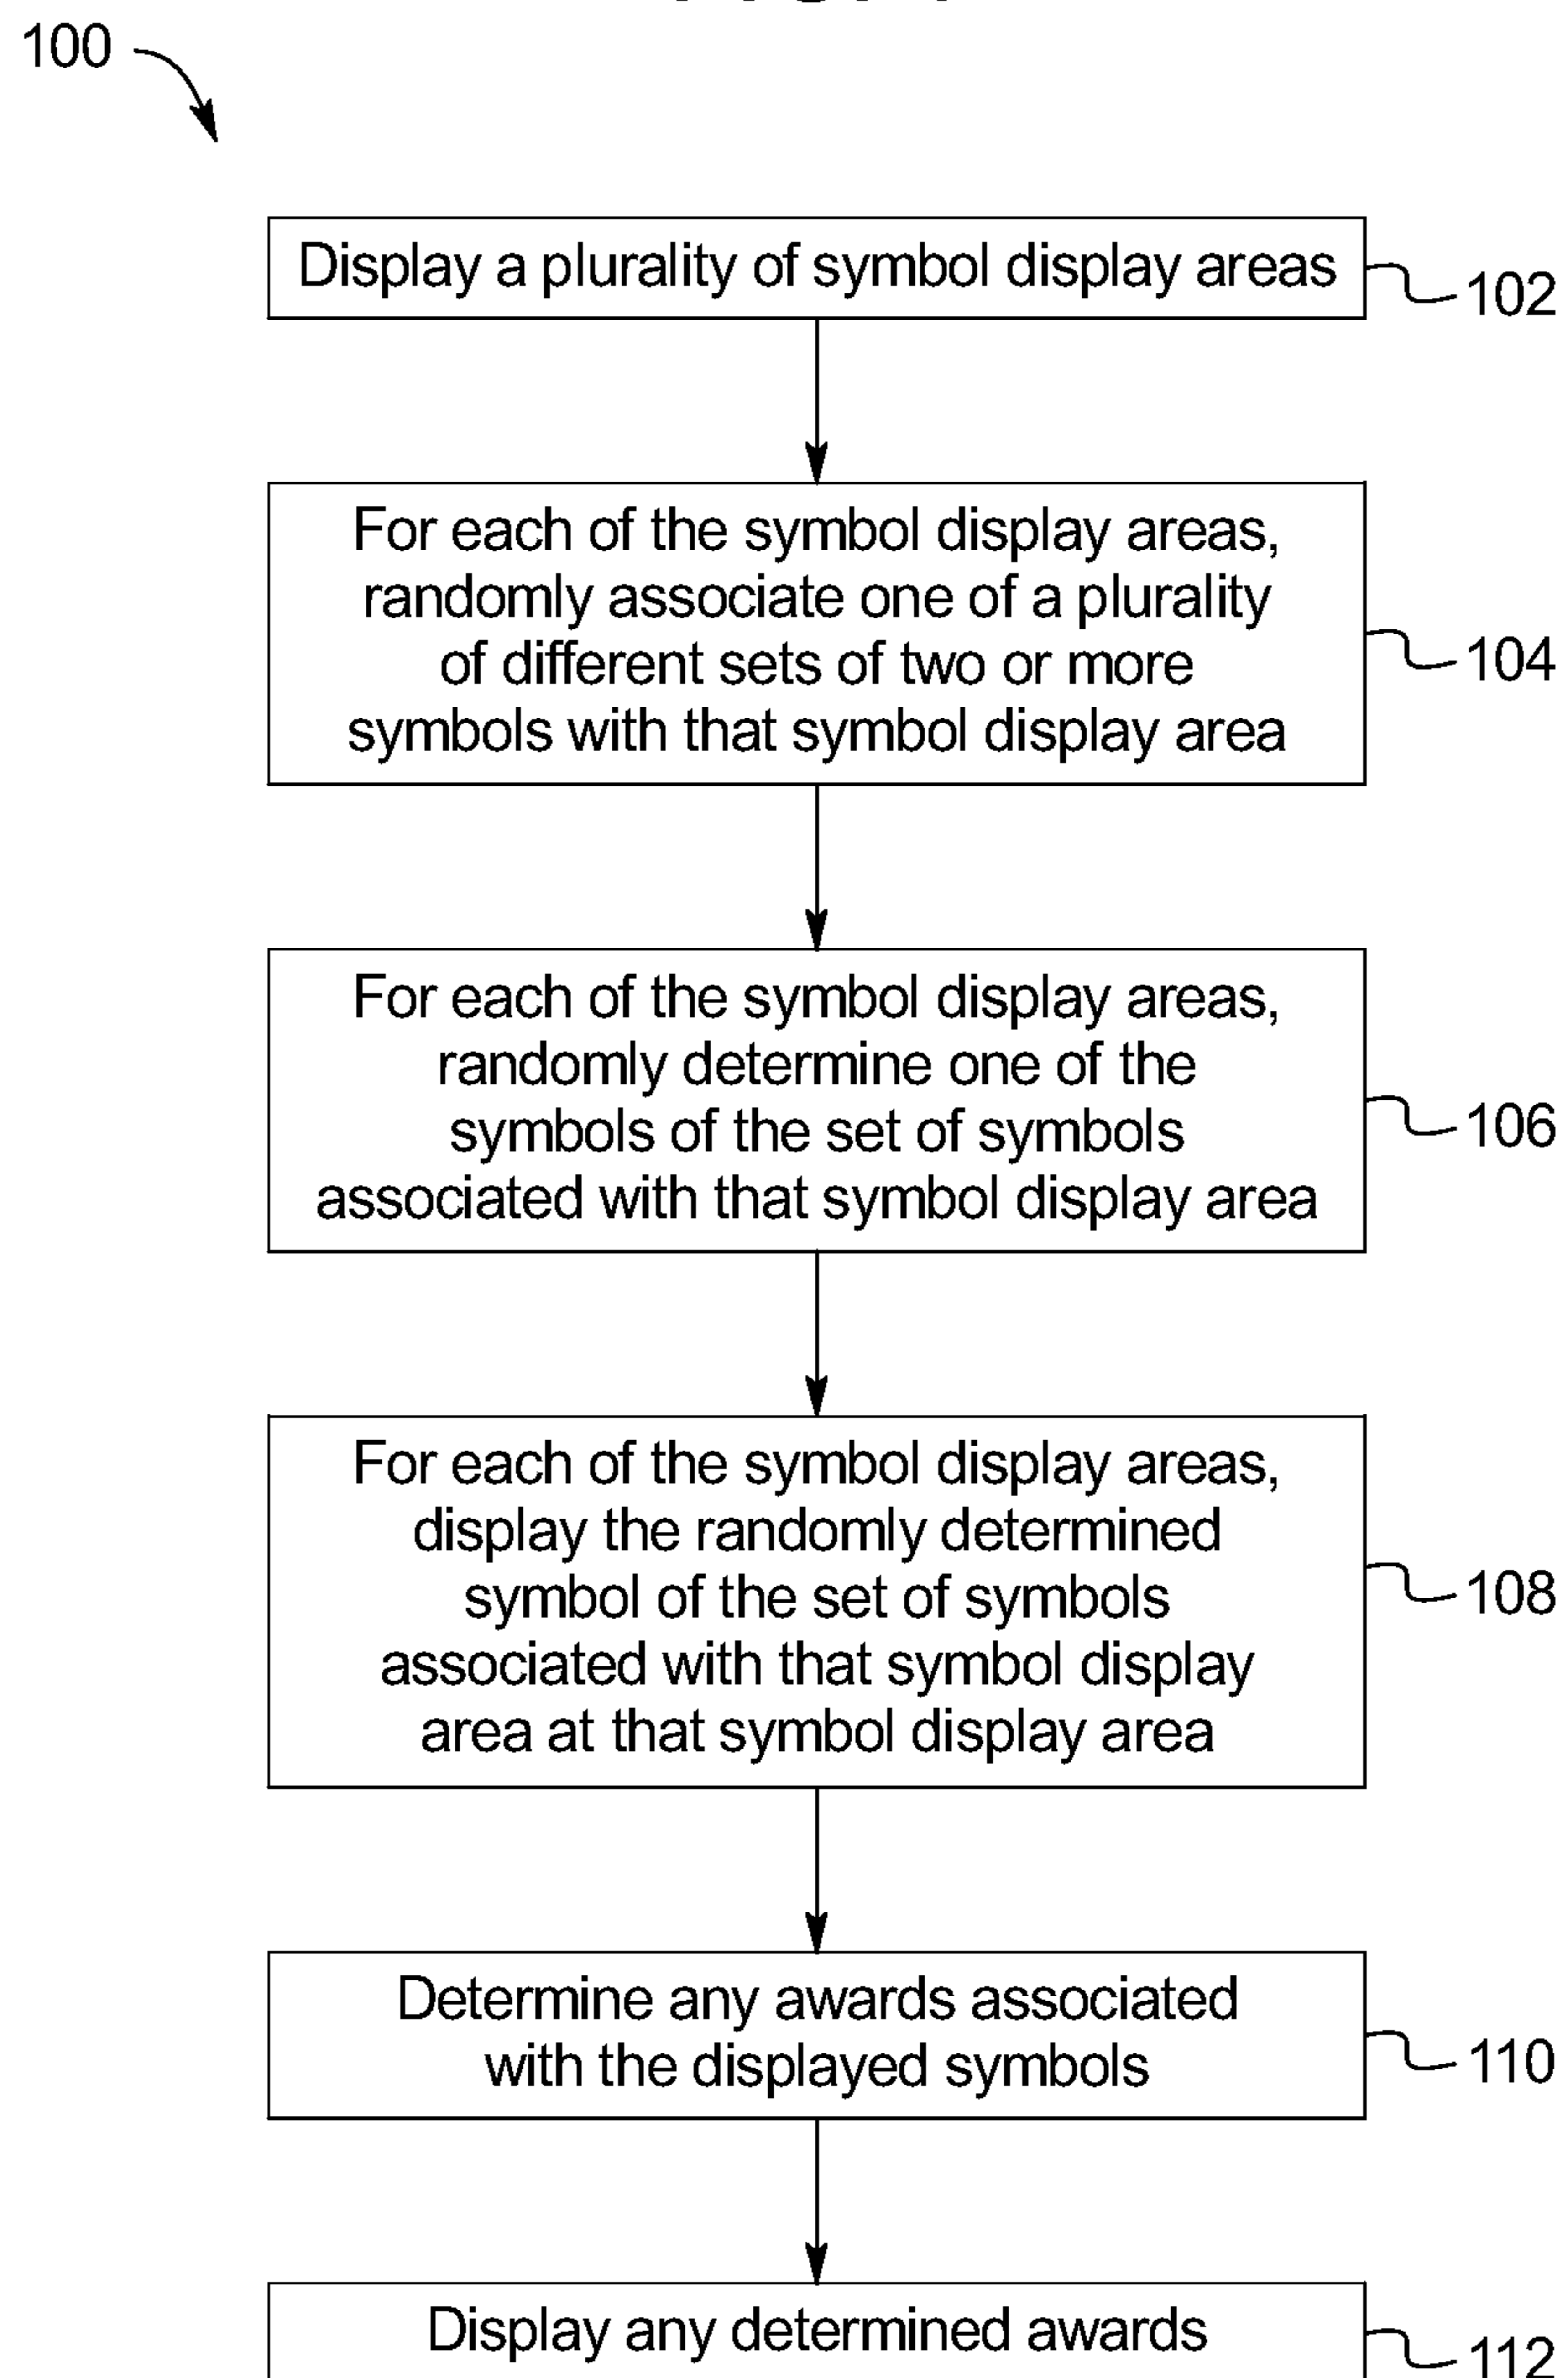 100
Display a plurality of symbol display areas
102
For each of the symbol display areas,
randomly associate one of a plurality
of different sets of two or more
symbols with that symbol display area
104
For each of the symbol display areas,
randomly determine one of the
symbols of the set of symbols
associated with that symbol display area
106
For each of the symbol display areas,
display the randomly determined
symbol of the set of symbols
associated with that symbol display
area at that symbol display area
108
Determine any awards associated
with the displayed symbols
110
Display any determined awards
112